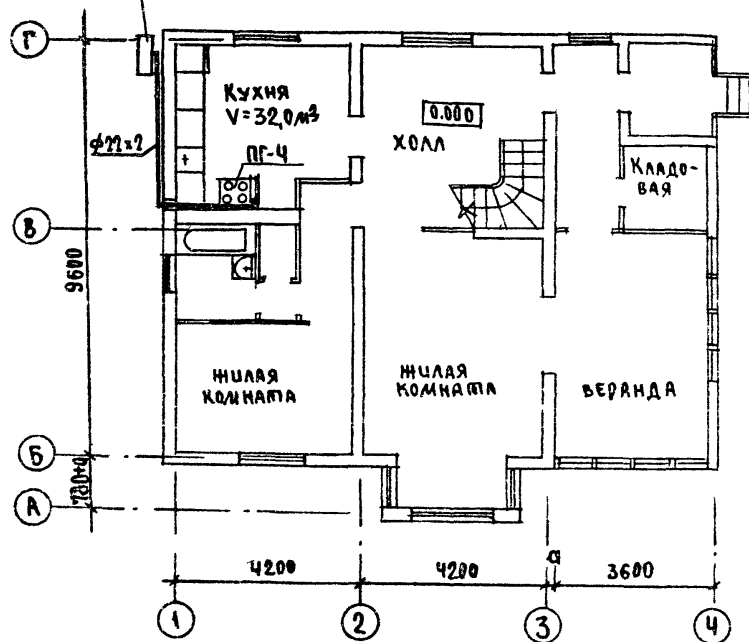 Г
Кухня
V=32,0м³
0.000
ХОЛЛ
ф22х2
ПГ-4
КЛАДО-
ВАЯ
В
9600
ЖИЛАЯ
КОМНАТА
ЖИЛАЯ
КОМНАТА
ВЕРАНДА
Б
А
4200
4200
а
3600
1
2
3
4